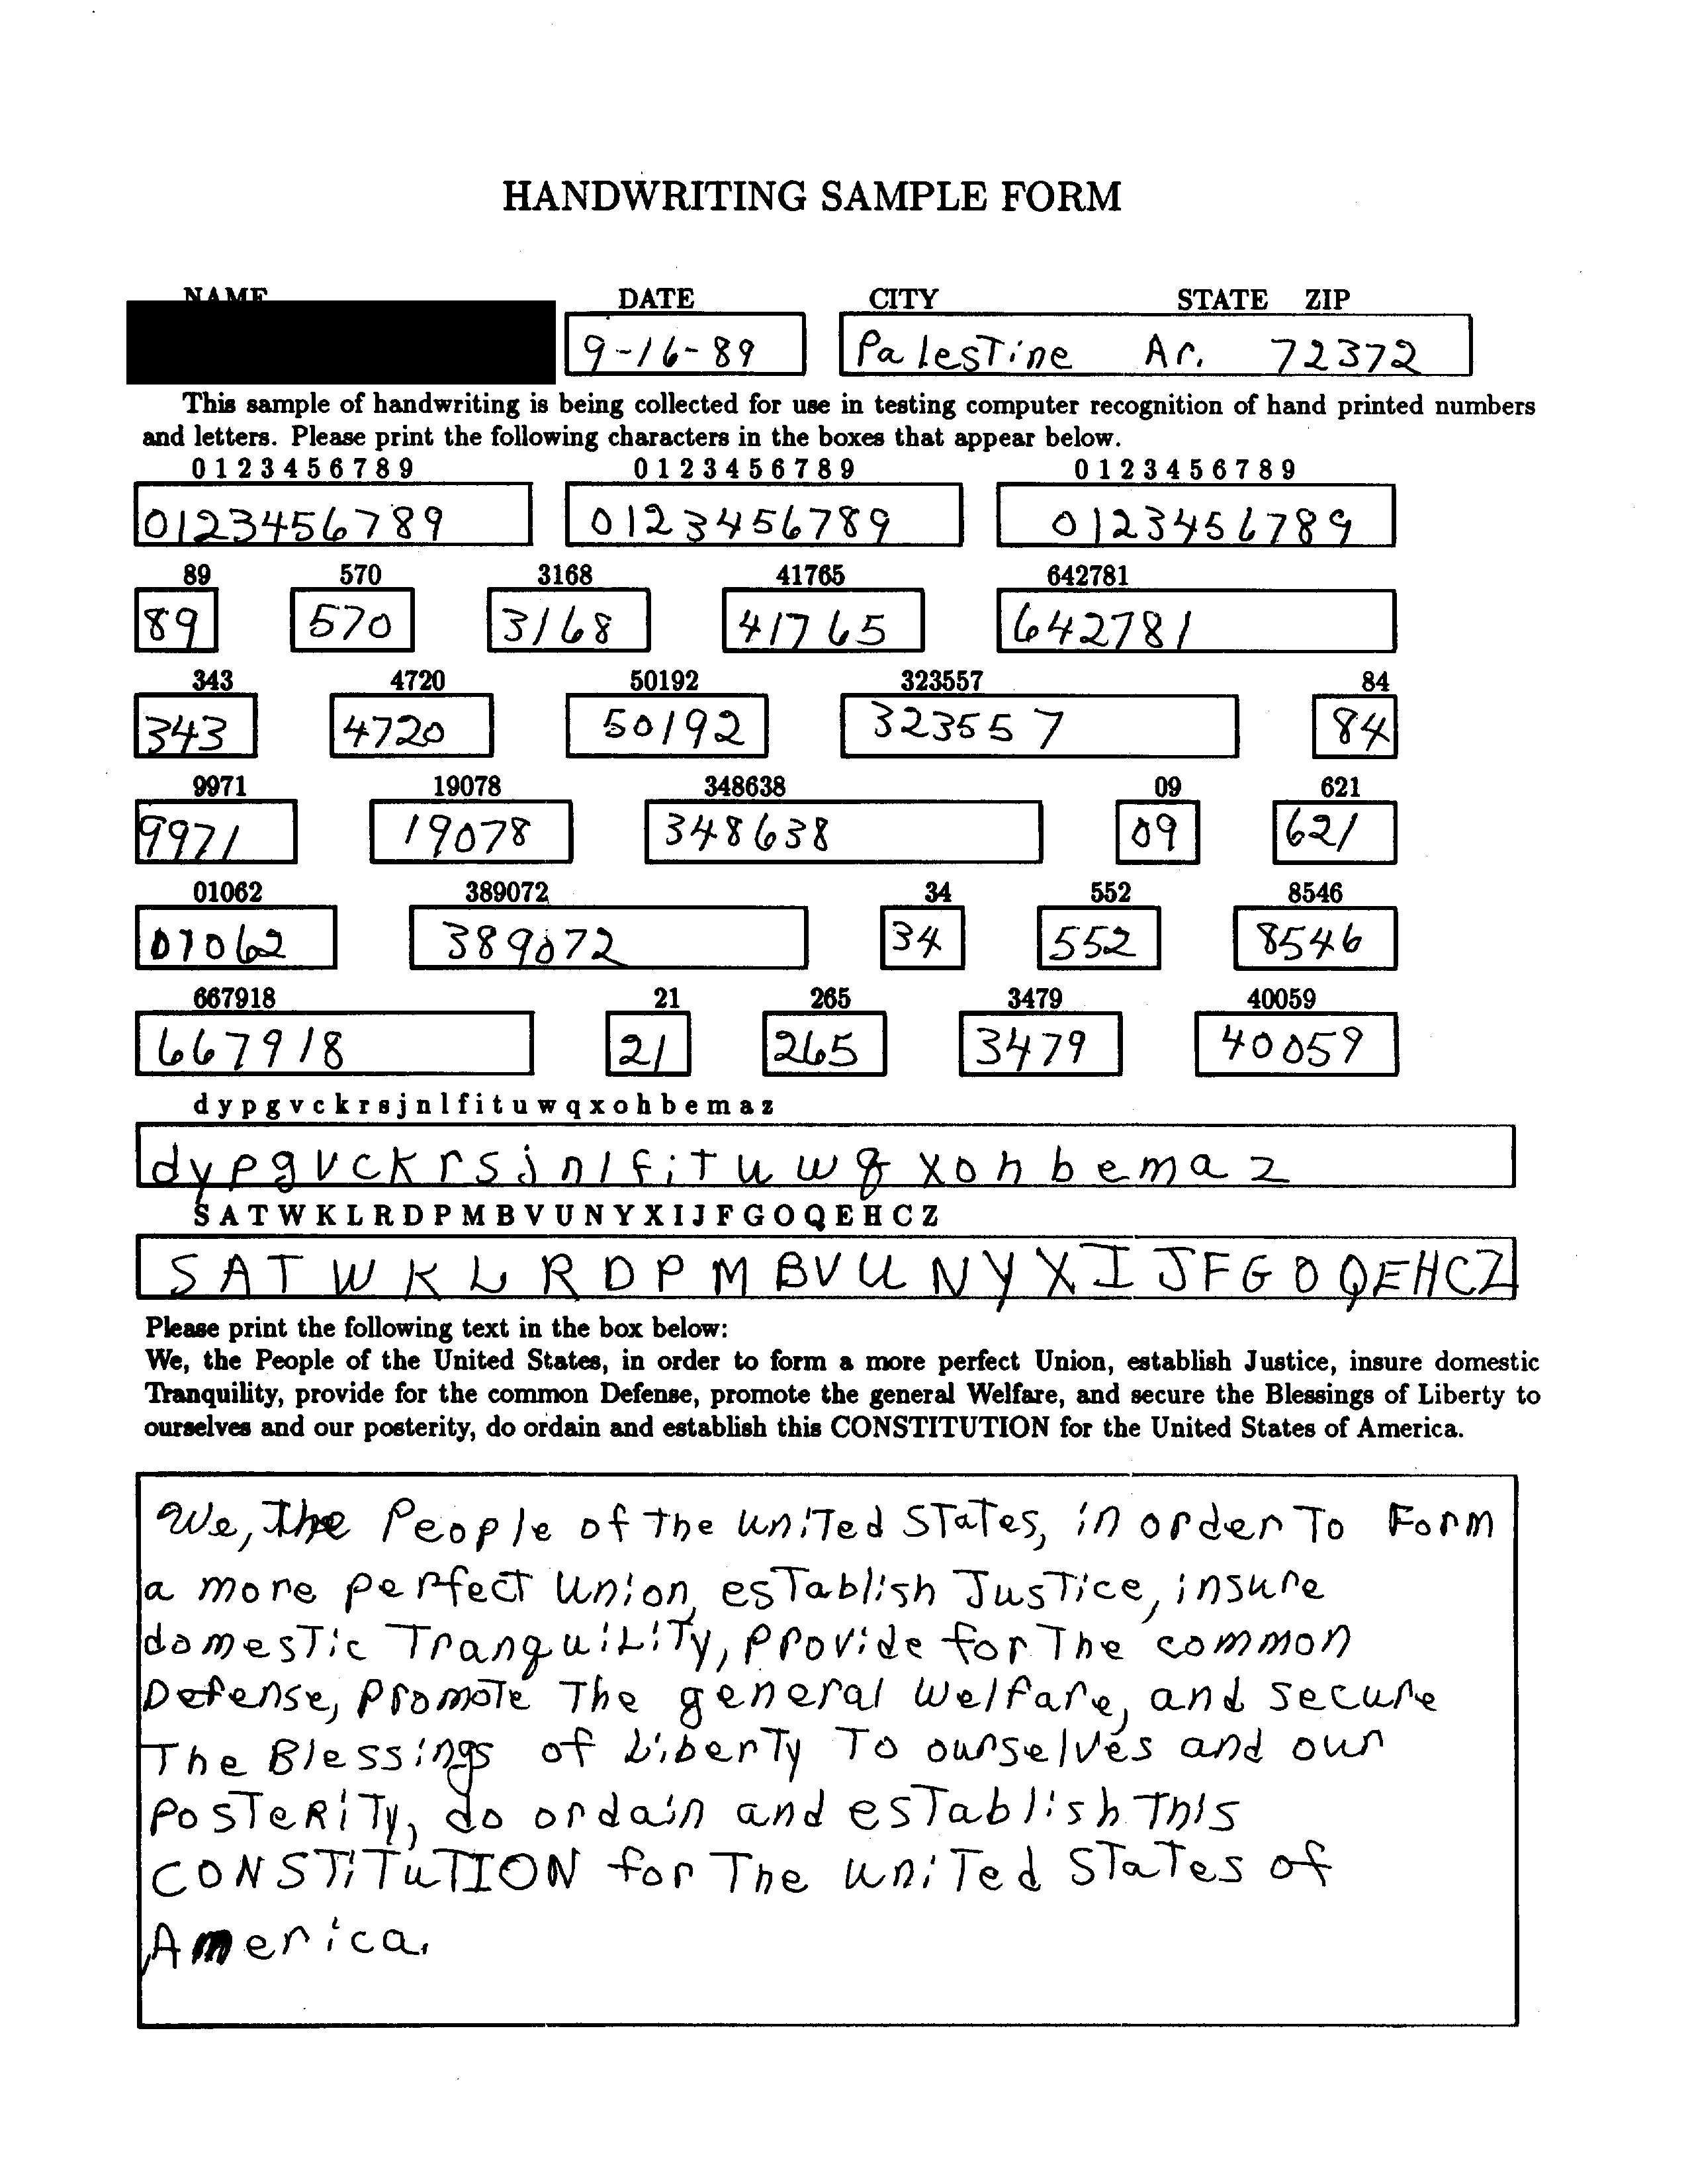 HANDWRITING SAMPLE FORM
NAME DATE CITY STATE ZIP
9-16-89 Palestine Ar. 72372
This sample of handwriting is being collected for use in testing computer recognition of hand printed numbers
and letters. Please print the following characters in the boxes that appear below.
0 1 2 3 4 5 6 7 8 9 0 1 2 3 4 5 6 7 8 9 0 1 2 3 4 5 6 7 8 9
0123456789 0123456789 0123456789
89 570 3168 41765 642781
89 570 3168 41765 642781
343 4720 50192 323557 84
343 4720 50192 323557 84
9971 19078 348638 09 621
9971 19078 348638 09 621
01062 389072 34 552 8546
01062 389072 34 552 8546
667918 21 265 3479 40059
667918 21 265 3479 40059
d y p g v c k r s j n l f i t u w q x o h b e m a z
d y p g v c k r s j n l f i t u w q x o h b e m a z
S A T W K L R D P M B V U N Y X I J F G O Q E H C Z
S A T W K L R D P M B V U N Y X I J F G O Q E H C Z
Please print the following text in the box below:
We, the People of the United States, in order to form a more perfect Union, establish Justice, insure domestic
Tranquility, provide for the common Defense, promote the general Welfare, and secure the Blessings of Liberty to
ourselves and our posterity, do ordain and establish this CONSTITUTION for the United States of America.
We, the People of the uniTed STaTes, in order To Form
a more perfecT Union, esTablish JusTice, insure
domesTic TranquiLiTy, provide for The common
Defense, PromoTe The general Welfare, and secure
The Blessings of LiberTy To ourselves and our
PosTeRiTy, do ordain and esTablish This
CONSTiTuTION for The uniTed STaTes of
America.